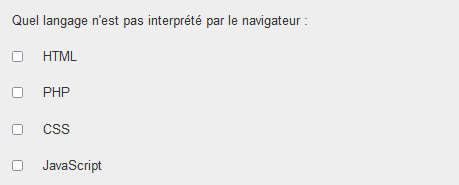 Quel langage n'est pas interprété par le navigateur :
HTML
PHP
CSS
JavaScript